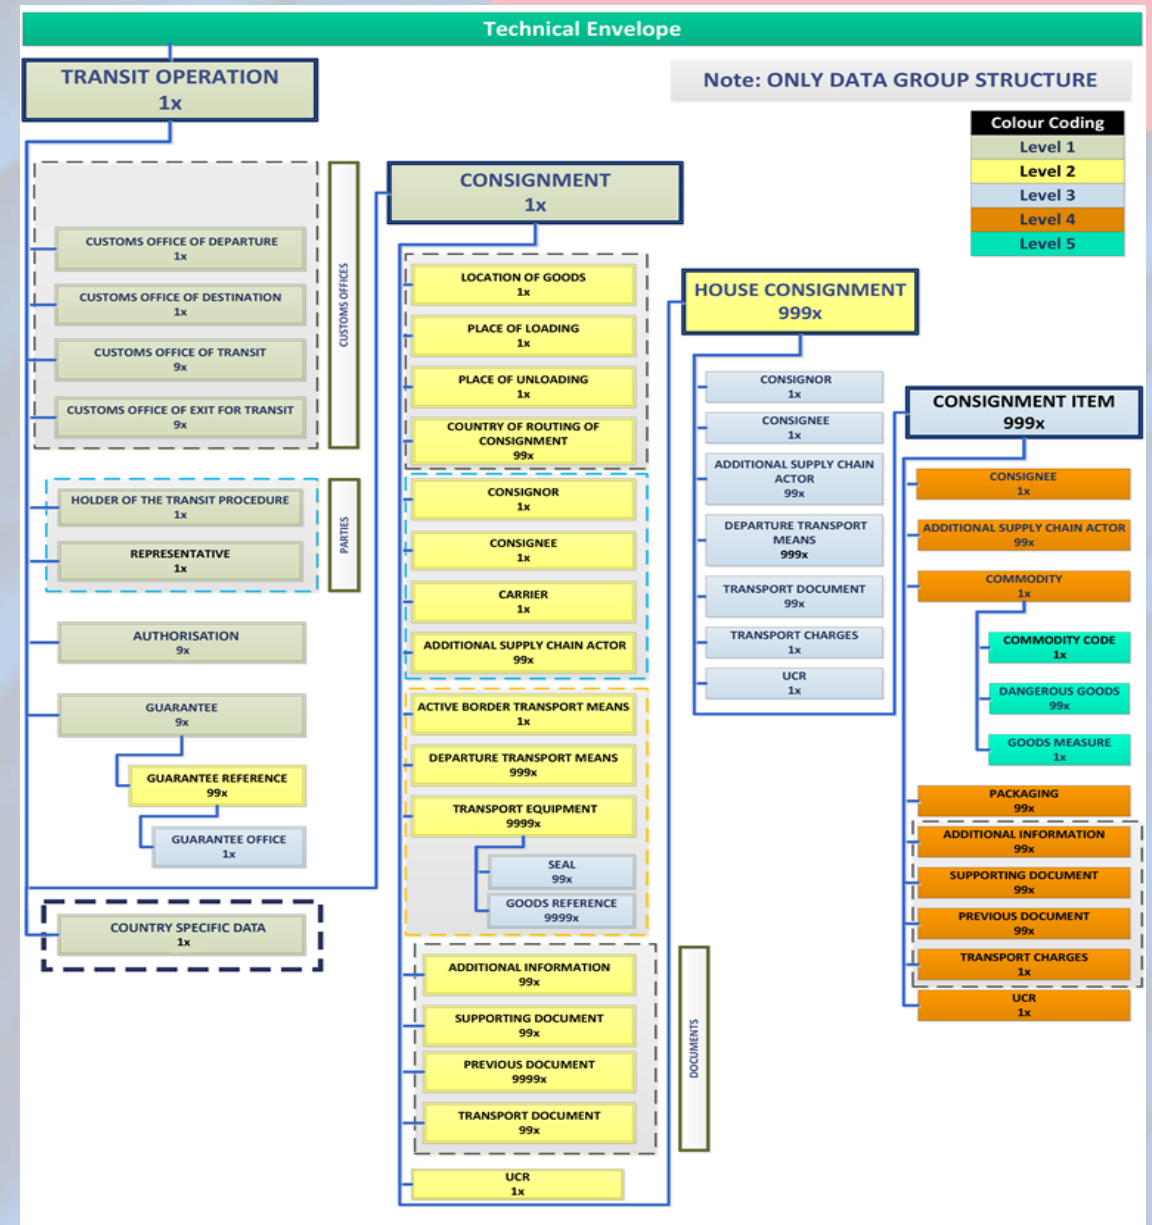 Technical Envelope
TRANSIT OPERATION
1x
Note: ONLY DATA GROUP STRUCTURE
Colour Coding
Level 1
Level 2
Level 3
Level 4
Level 5
CUSTOMS OFFICE OF DEPARTURE
1x
CUSTOMS OFFICE OF DESTINATION
1x
CUSTOMS OFFICE OF TRANSIT
9x
CUSTOMS OFFICE OF EXIT FOR TRANSIT
9x
CUSTOMS OFFICES
HOLDER OF THE TRANSIT PROCEDURE
1x
REPRESENTATIVE
1x
PARTIES
AUTHORISATION
9x
GUARANTEE
9x
GUARANTEE REFERENCE
99x
GUARANTEE OFFICE
1x
COUNTRY SPECIFIC DATA
1x
CONSIGNMENT
1x
LOCATION OF GOODS
1x
PLACE OF LOADING
1x
PLACE OF UNLOADING
1x
COUNTRY OF ROUTING OF
CONSIGNMENT
99x
CONSIGNOR
1x
CONSIGNEE
1x
CARRIER
1x
ADDITIONAL SUPPLY CHAIN ACTOR
99x
ACTIVE BORDER TRANSPORT MEANS
1x
DEPARTURE TRANSPORT MEANS
999x
TRANSPORT EQUIPMENT
9999x
SEAL
99x
GOODS REFERENCE
9999x
ADDITIONAL INFORMATION
99x
SUPPORTING DOCUMENT
99x
PREVIOUS DOCUMENT
9999x
TRANSPORT DOCUMENT
99x
DOCUMENTS
UCR
1x
HOUSE CONSIGNMENT
999x
CONSIGNOR
1x
CONSIGNEE
1x
ADDITIONAL SUPPLY CHAIN
ACTOR
99x
DEPARTURE TRANSPORT
MEANS
999x
TRANSPORT DOCUMENT
99x
TRANSPORT CHARGES
1x
UCR
1x
CONSIGNMENT ITEM
999x
CONSIGNEE
1x
ADDITIONAL SUPPLY CHAIN ACTOR
99x
COMMODITY
1x
COMMODITY CODE
1x
DANGEROUS GOODS
99x
GOODS MEASURE
1x
PACKAGING
99x
ADDITIONAL INFORMATION
99x
SUPPORTING DOCUMENT
99x
PREVIOUS DOCUMENT
99x
TRANSPORT CHARGES
1x
UCR
1x